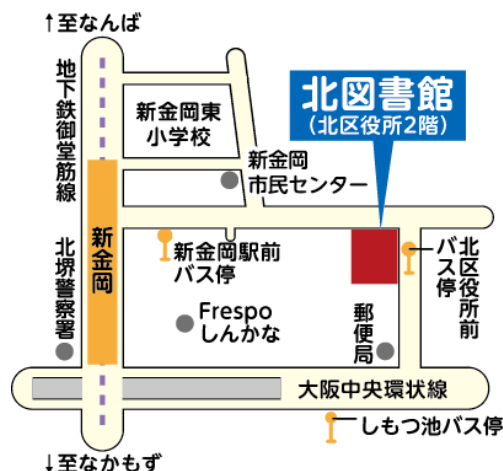 ↑至なんば
地下鉄御堂筋線
新金岡東
小学校
北図書館
(北区役所2階)
新金岡
市民センター
新金岡
新金岡駅前
バス停
北区役所前
バス停
北堺警察署
Frespo
しんかな
郵便局
大阪中央環状線
しもつ池バス停
↓至なかもず